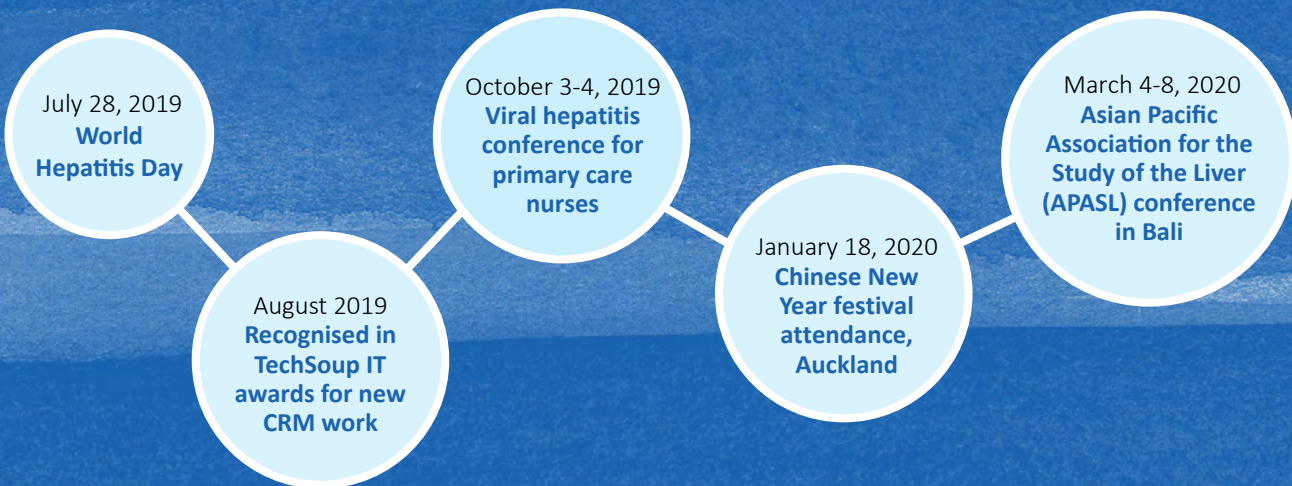 July 28, 2019
World
Hepatitis Day
August 2019
Recognised in
TechSoup IT
awards for new
CRM work
October 3-4, 2019
Viral hepatitis
conference for
primary care
nurses
January 18, 2020
Chinese New
Year festival
attendance,
Auckland
March 4-8, 2020
Asian Pacific
Association for the
Study of the Liver
(APASL) conference
in Bali